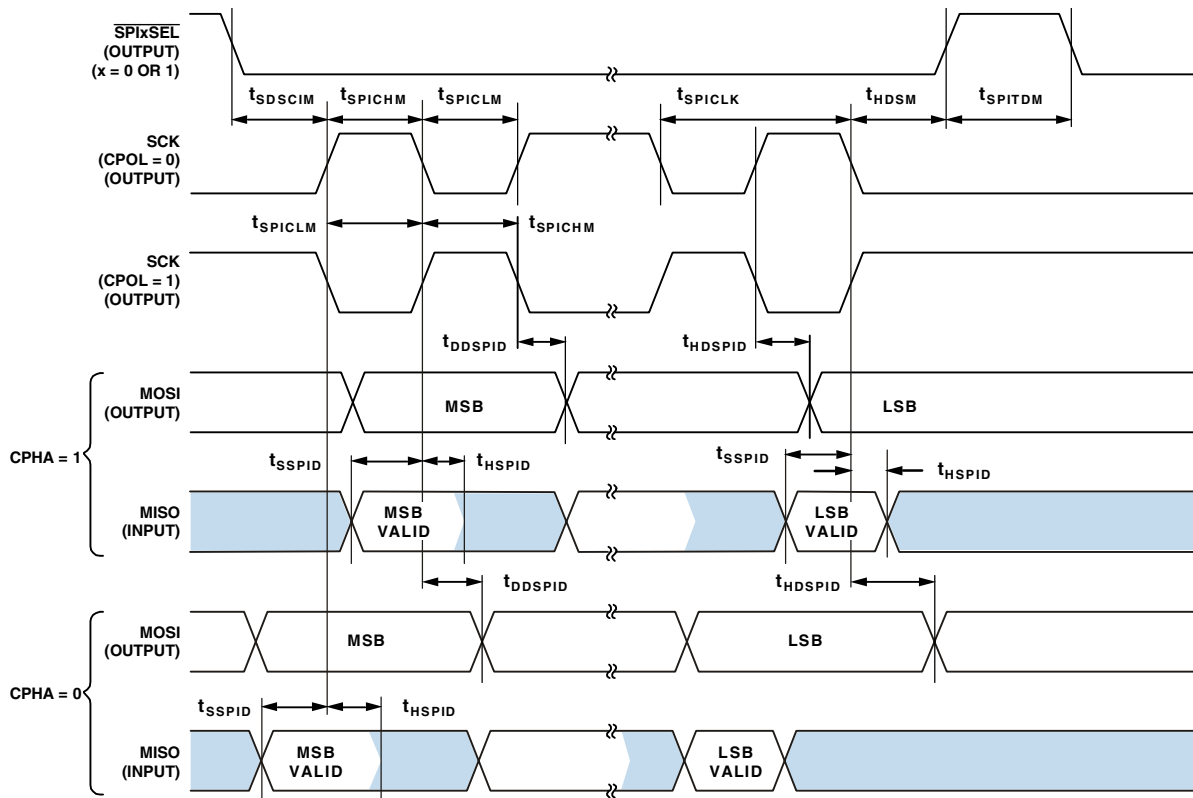 SPIxSEL
(OUTPUT)
(x = 0 OR 1)
tSDSCIM tSPICHM tSPICLM tSPICLK tHDSM tSPITDM
SCK
(CPOL = 0)
(OUTPUT)
tSPICLM tSPICHM
SCK
(CPOL = 1)
(OUTPUT)
tDDSPID tHDSPID
MOSI
(OUTPUT)
MSB LSB
CPHA = 1
tSSPID tHSPID tSSPID tHSPID
MISO
(INPUT)
MSB
VALID
LSB
VALID
tDDSPID tHDSPID
MOSI
(OUTPUT)
MSB LSB
CPHA = 0
tSSPID tHSPID
MISO
(INPUT)
MSB
VALID
LSB
VALID